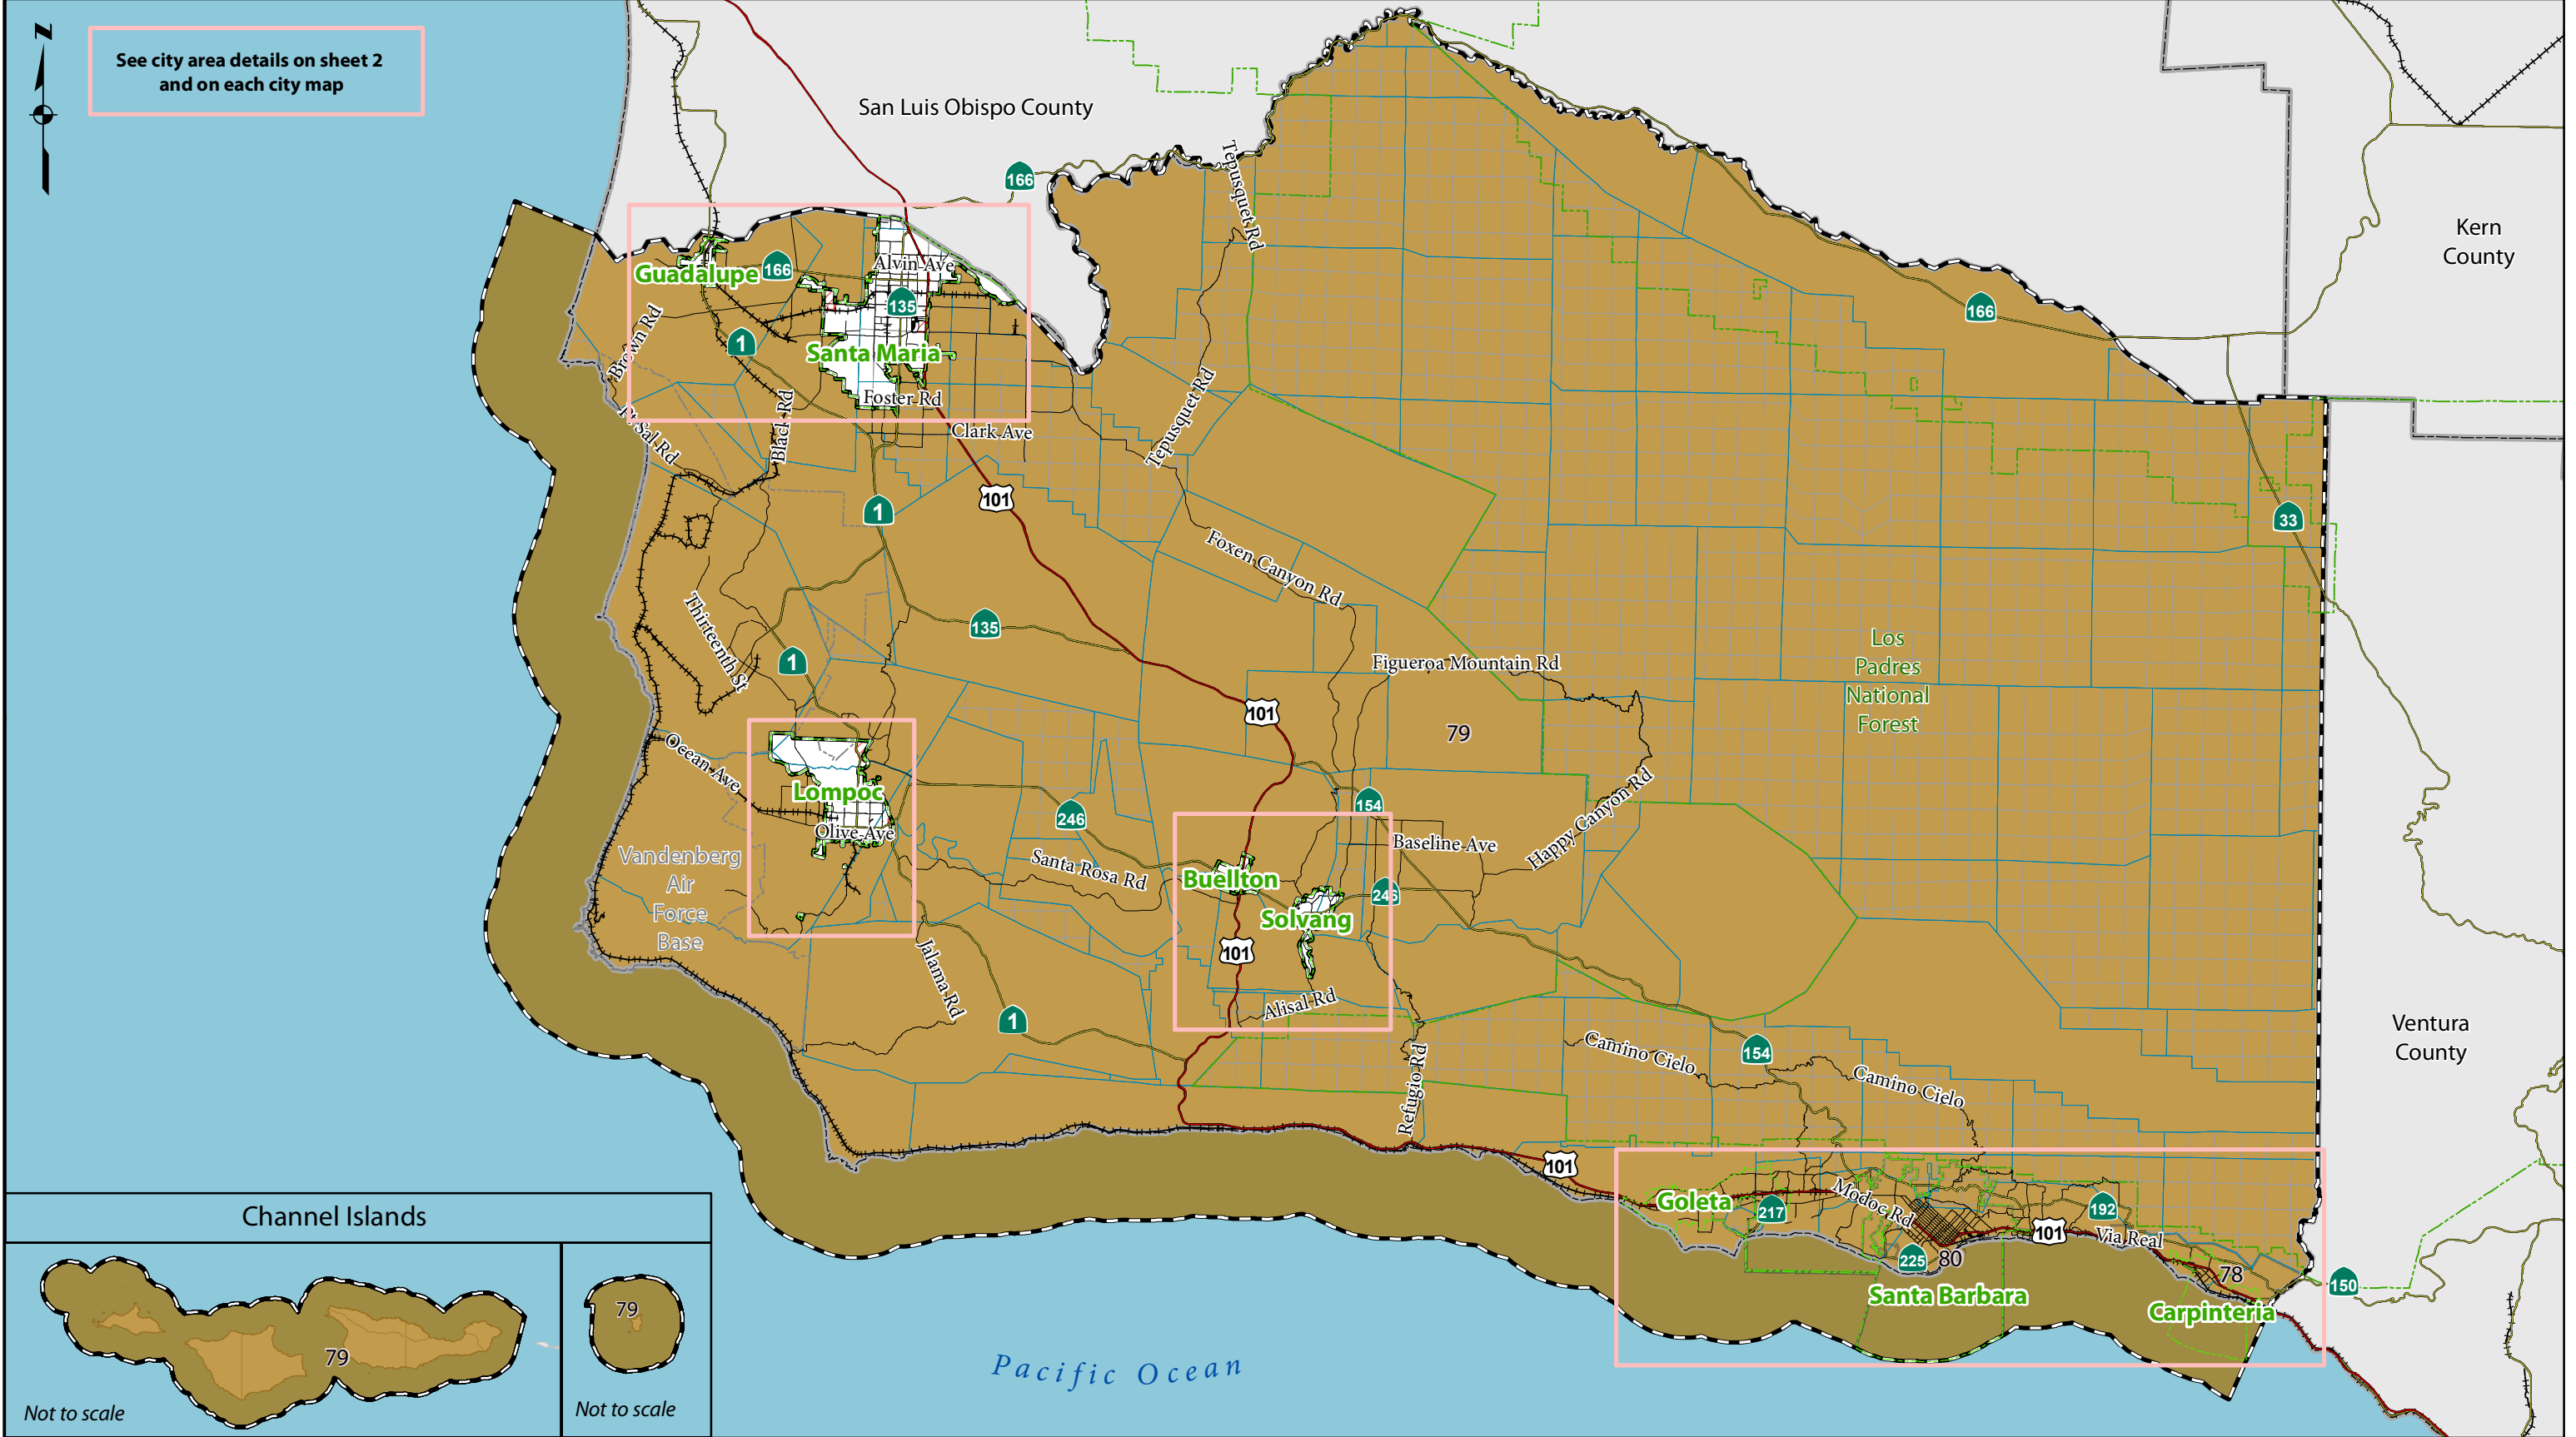 N
See city area details on sheet 2
and on each city map
San Luis Obispo County
166
Tepusquet Rd
Kern
County
Guadalupe
166
Alvin Ave
135
166
Brown Rd
1
Santa Maria
Foster Rd
Black Rd
Clark Ave
Tepusquet Rd
Pt Sal Rd
101
1
33
Foxen Canyon Rd
Thirteenth St
135
1
Figueroa Mountain Rd
Los
Padres
National
Forest
101
79
Ocean Ave
Lompoc
Olive Ave
246
154
Baseline Ave
Happy Canyon Rd
Santa Rosa Rd
Vandenberg
Air
Force
Base
Buellton
246
Solvang
101
Jalama Rd
Alisal Rd
1
Ventura
County
Camino Cielo
154
Camino Cielo
Refugio Rd
101
Goleta
217
Modoc Rd
192
101
Via Real
225
80
78
Santa Barbara
Carpinteria
150
Channel Islands
79
79
Not to scale
Not to scale
Pacific Ocean